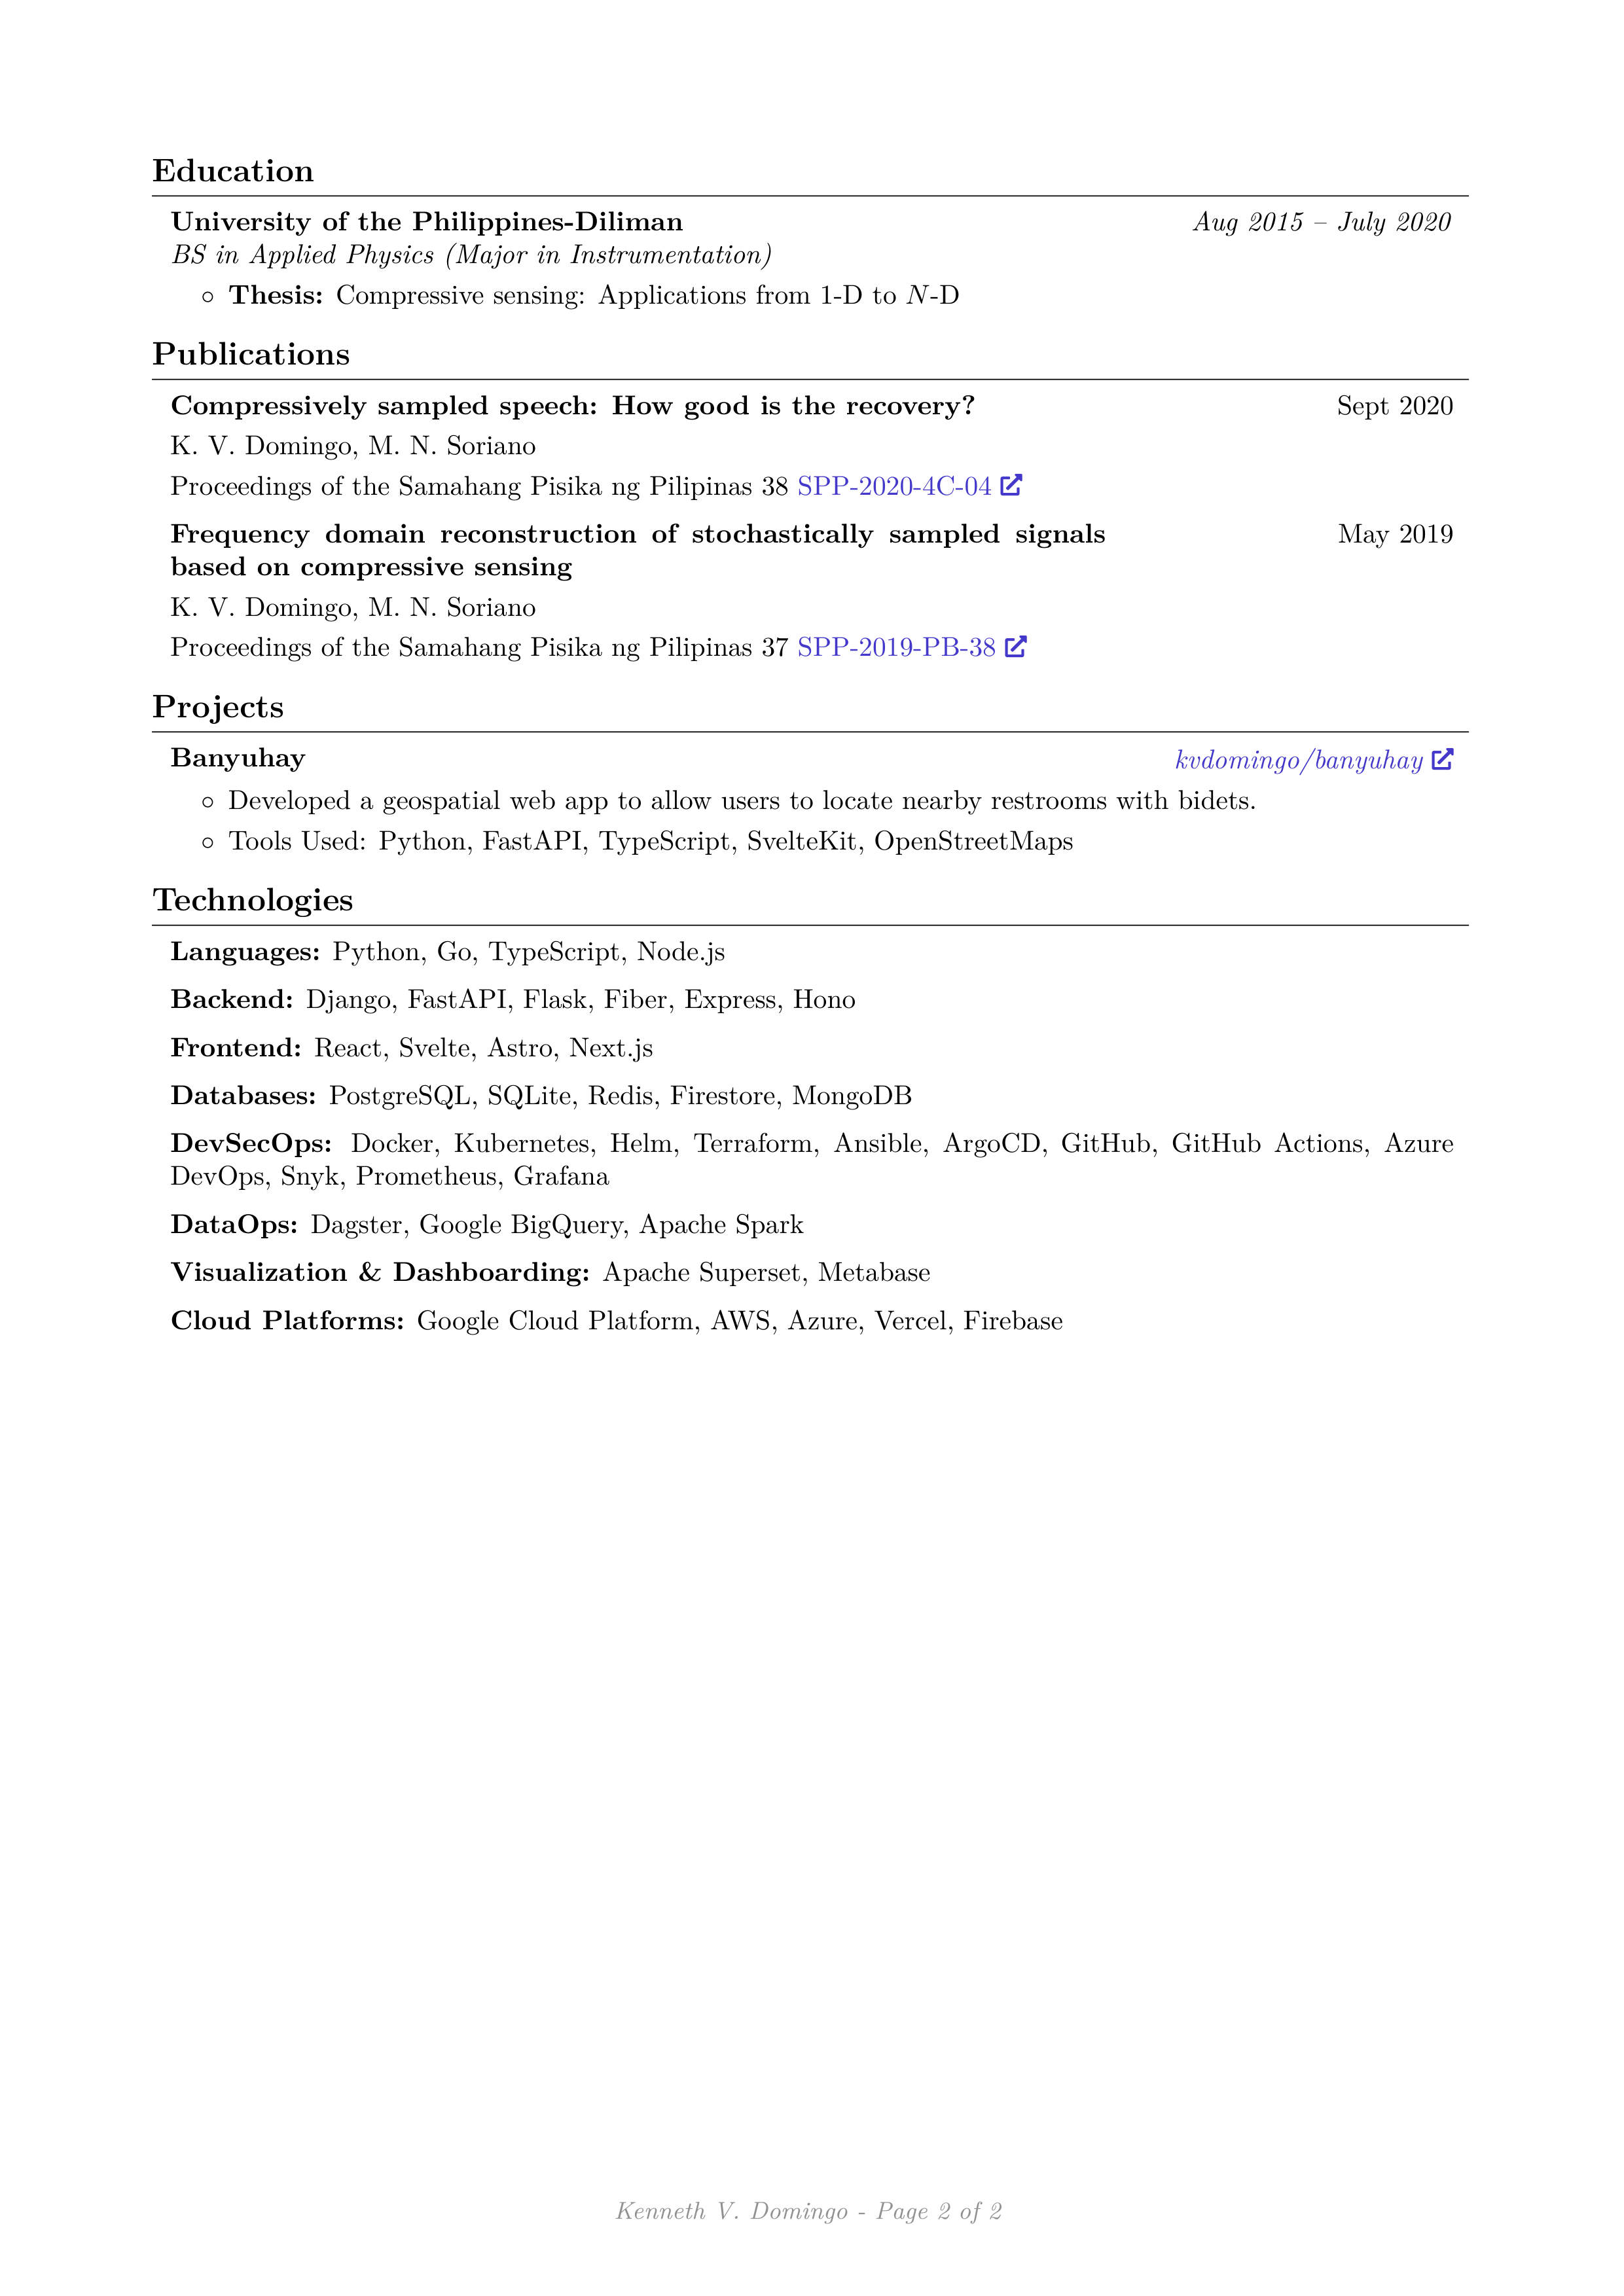 Education
University of the Philippines-Diliman Aug 2015 – July 2020
BS in Applied Physics (Major in Instrumentation)
◦ Thesis: Compressive sensing: Applications from 1-D to N-D
Publications
Compressively sampled speech: How good is the recovery? Sept 2020
K. V. Domingo, M. N. Soriano
Proceedings of the Samahang Pisika ng Pilipinas 38 SPP-2020-4C-04
Frequency domain reconstruction of stochastically sampled signals May 2019
based on compressive sensing
K. V. Domingo, M. N. Soriano
Proceedings of the Samahang Pisika ng Pilipinas 37 SPP-2019-PB-38
Projects
Banyuhay kvdomingo/banyuhay
◦ Developed a geospatial web app to allow users to locate nearby restrooms with bidets.
◦ Tools Used: Python, FastAPI, TypeScript, SvelteKit, OpenStreetMaps
Technologies
Languages: Python, Go, TypeScript, Node.js
Backend: Django, FastAPI, Flask, Fiber, Express, Hono
Frontend: React, Svelte, Astro, Next.js
Databases: PostgreSQL, SQLite, Redis, Firestore, MongoDB
DevSecOps: Docker, Kubernetes, Helm, Terraform, Ansible, ArgoCD, GitHub, GitHub Actions, Azure
DevOps, Snyk, Prometheus, Grafana
DataOps: Dagster, Google BigQuery, Apache Spark
Visualization & Dashboarding: Apache Superset, Metabase
Cloud Platforms: Google Cloud Platform, AWS, Azure, Vercel, Firebase
Kenneth V. Domingo - Page 2 of 2